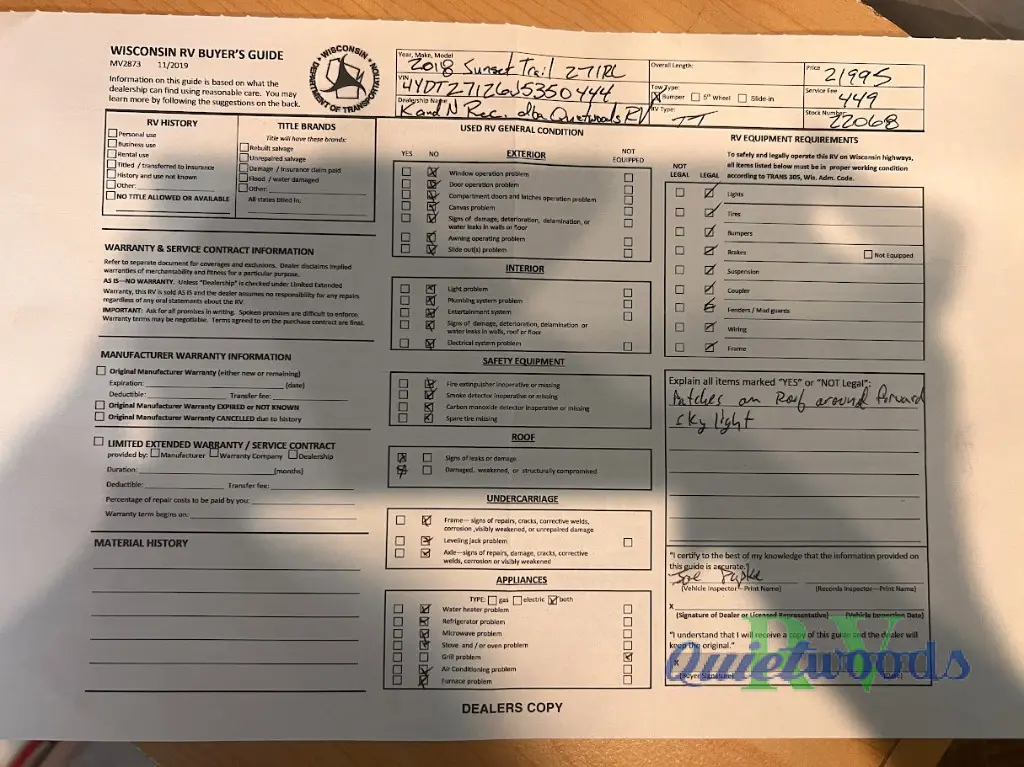 WISCONSIN RV BUYER'S GUIDE
MV2873 11/2019
Information on this guide is based on what the
dealership can find using reasonable care. You may
learn more by following the suggestions on the back.
WISCONSIN
DEPARTMENT OF TRANSPORTATION
Year, Make, Model
2018 Sunset Trail 271RL
VIN
4YDT27126J5350444
Dealership Name
K and N Rec. dba Quietwoods RV
Overall Length:
Tow Type:
Bumper 5th Wheel Slide-in
RV Type:
TT
Price
21995
Service Fee
449
Stock Number
22068
RV HISTORY
Personal use
Business use
Rental use
Titled / transferred to insurance
History and use not known
Other:
NO TITLE ALLOWED OR AVAILABLE
TITLE BRANDS
Title will have these brands:
Rebuilt salvage
Unrepaired salvage
Damage / insurance claim paid
Flood / water damaged
Other:
All states titled in:
WARRANTY & SERVICE CONTRACT INFORMATION
Refer to separate document for coverages and exclusions. Dealer disclaims implied
warranties of merchantability and fitness for a particular purpose.
AS IS—NO WARRANTY. Unless "Dealership" is checked under Limited Extended
Warranty, this RV is sold AS IS and the dealer assumes no responsibility for any repairs
regardless of any oral statements about the RV.
IMPORTANT: Ask for all promises in writing. Spoken promises are difficult to enforce.
Warranty terms may be negotiable. Terms agreed to on the purchase contract are final.
MANUFACTURER WARRANTY INFORMATION
Original Manufacturer Warranty (either new or remaining)
Expiration: (date)
Deductible: Transfer fee:
Original Manufacturer Warranty EXPIRED or NOT KNOWN
Original Manufacturer Warranty CANCELLED due to history
LIMITED EXTENDED WARRANTY / SERVICE CONTRACT
provided by: Manufacturer Warranty Company Dealership
Duration: (months)
Deductible: Transfer fee:
Percentage of repair costs to be paid by you:
Warranty term begins on:
MATERIAL HISTORY
USED RV GENERAL CONDITION
YES NO EXTERIOR NOT EQUIPPED
Window operation problem
Door operation problem
Compartment doors and latches operation problem
Canvas problem
Signs of damage, deterioration, delamination, or
water leaks in walls or floor
Awning operating problem
Slide out(s) problem
INTERIOR
Light problem
Plumbing system problem
Entertainment system
Signs of damage, deterioration, delamination or
water leaks in walls, roof or floor
Electrical system problem
SAFETY EQUIPMENT
Fire extinguisher inoperative or missing
Smoke detector inoperative or missing
Carbon monoxide detector inoperative or missing
Spare tire missing
ROOF
Signs of leaks or damage.
Damaged, weakened, or structurally compromised
UNDERCARRIAGE
Frame—signs of repairs, cracks, corrective welds,
corrosion ,visibly weakened, or unrepaired damage
Leveling jack problem
Axle—signs of repairs, damage, cracks, corrective
welds, corrosion or visibly weakened
APPLIANCES
TYPE: gas electric both
Water heater problem
Refrigerator problem
Microwave problem
Stove and / or oven problem
Grill problem
Air Conditioning problem
Furnace problem
RV EQUIPMENT REQUIREMENTS
To safely and legally operate this RV on Wisconsin highways,
all items listed below must be in proper working condition
according to TRANS 305, Wis. Adm. Code.
NOT LEGAL LEGAL
Lights
Tires
Bumpers
Brakes Not Equipped
Suspension
Coupler
Fenders / Mud guards
Wiring
Frame
Explain all items marked "YES" or "NOT Legal":
Patches on Roof around forward
sky light
"I certify to the best of my knowledge that the information provided on
this guide is accurate."
Joe
(Vehicle Inspector—Print Name) (Records Inspector—Print Name)
X
(Signature of Dealer or Licensed Representative) (Vehicle Inspection Date)
"I understand that I will receive a copy of this guide and the dealer will
keep the original."
X
(Buyer Signature) (Date)
Quietwoods
RV
DEALERS COPY